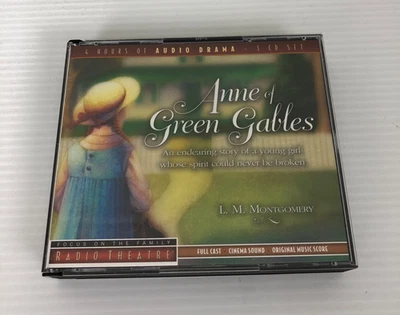 4 HOURS OF AUDIO DRAMA - 3 CD SET
Anne of
Green Gables
An endearing story of a young girl
whose spirit could never be broken
L. M. MONTGOMERY
FOCUS ON THE FAMILY
RADIO THEATRE
FULL CAST CINEMA SOUND ORIGINAL MUSIC SCORE